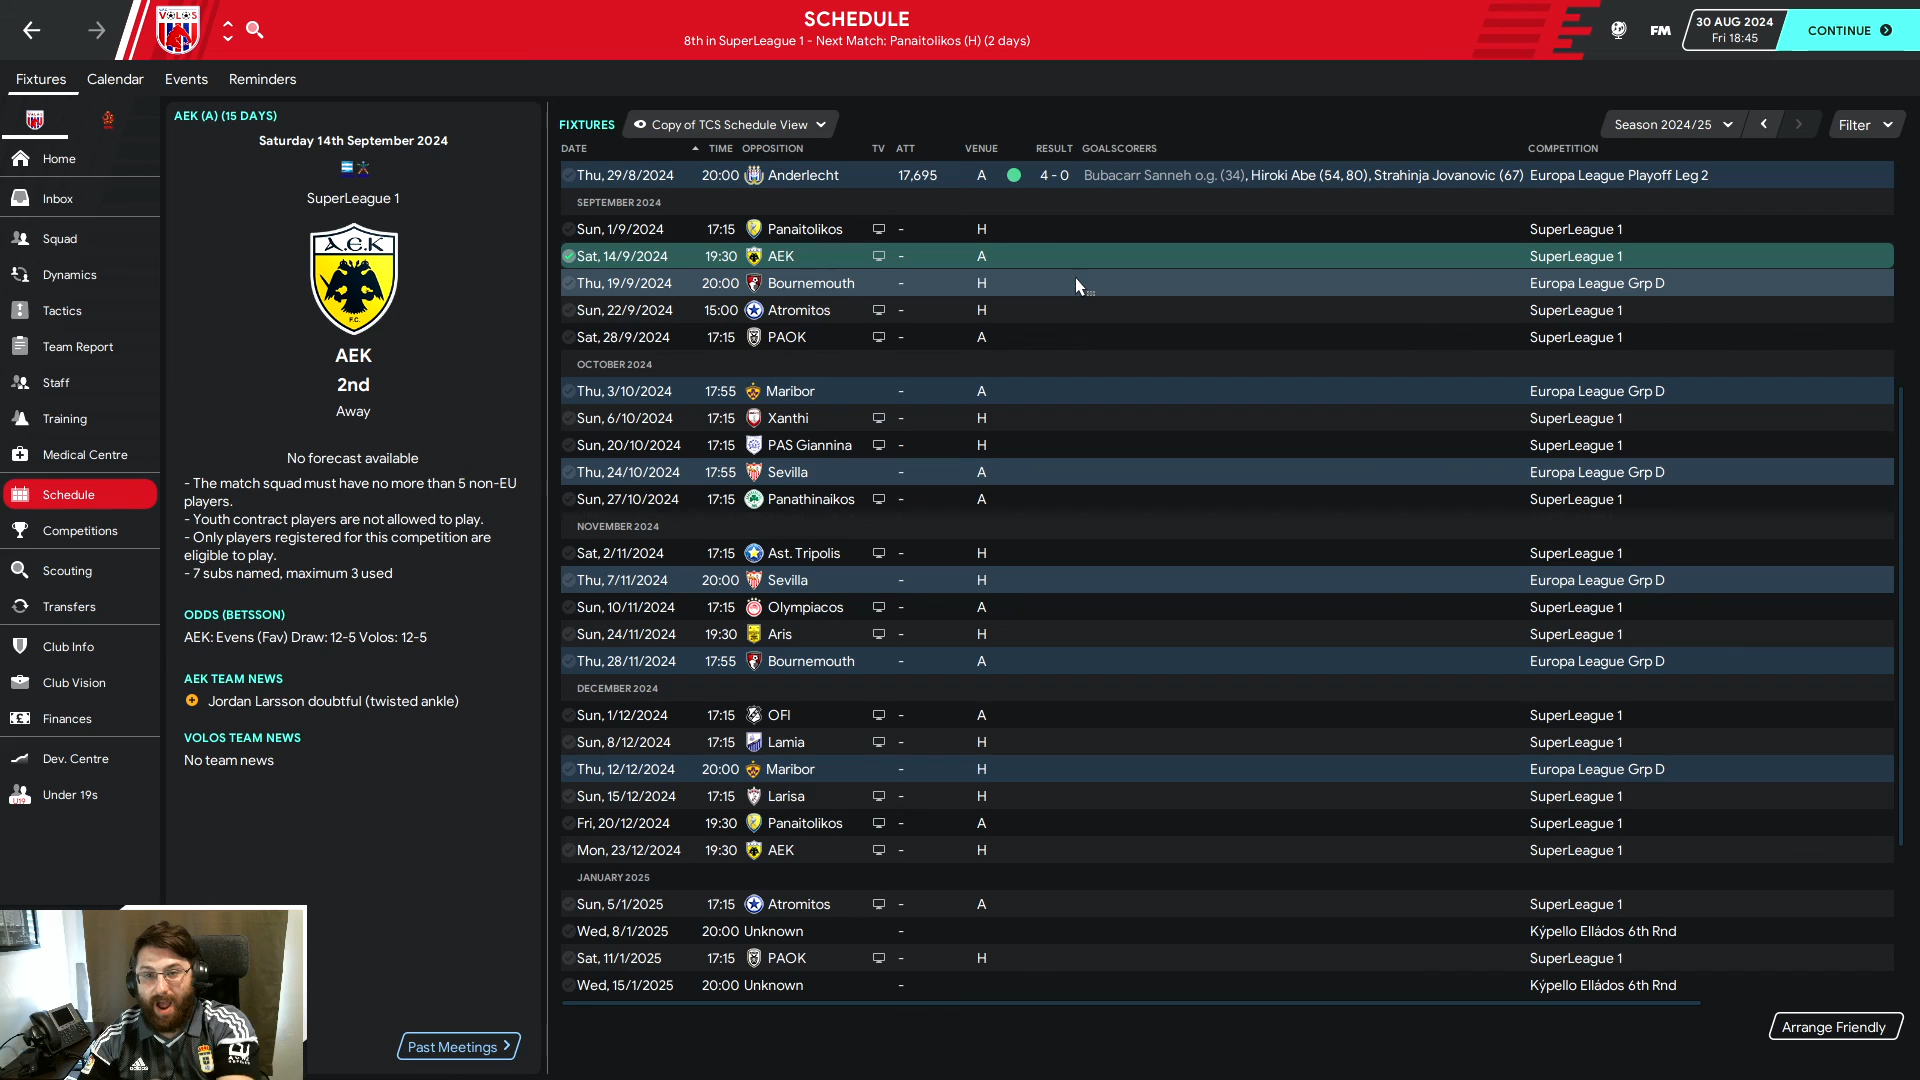 VOLOS
SCHEDULE
8th in SuperLeague 1 - Next Match: Panaitolikos (H) (2 days)
FM
30 AUG 2024
Fri 18:45
CONTINUE
Fixtures Calendar Events Reminders
Home
Inbox
Squad
Dynamics
Tactics
Team Report
Staff
Training
Medical Centre
Schedule
Competitions
Scouting
Transfers
Club Info
Club Vision
Finances
Dev. Centre
U19
Under 19s
AEK (A) (15 DAYS)
Saturday 14th September 2024
SuperLeague 1
A.E.K
F.C.
AEK
2nd
Away
No forecast available
- The match squad must have no more than 5 non-EU
players.
- Youth contract players are not allowed to play.
- Only players registered for this competition are
eligible to play.
- 7 subs named, maximum 3 used
ODDS (BETSSON)
AEK: Evens (Fav) Draw: 12-5 Volos: 12-5
AEK TEAM NEWS
Jordan Larsson doubtful (twisted ankle)
VOLOS TEAM NEWS
No team news
Past Meetings
FIXTURES Copy of TCS Schedule View Season 2024/25 Filter
DATE TIME OPPOSITION TV ATT VENUE RESULT GOALSCORERS COMPETITION
Thu, 29/8/2024 20:00 Anderlecht 17,695 A 4 - 0 Bubacarr Sanneh o.g. (34), Hiroki Abe (54, 80), Strahinja Jovanovic (67) Europa League Playoff Leg 2
SEPTEMBER 2024
Sun, 1/9/2024 17:15 Panaitolikos - H SuperLeague 1
Sat, 14/9/2024 19:30 AEK - A SuperLeague 1
Thu, 19/9/2024 20:00 Bournemouth - H Europa League Grp D
Sun, 22/9/2024 15:00 Atromitos - H SuperLeague 1
Sat, 28/9/2024 17:15 PAOK - A SuperLeague 1
OCTOBER 2024
Thu, 3/10/2024 17:55 Maribor - A Europa League Grp D
Sun, 6/10/2024 17:15 Xanthi - H SuperLeague 1
Sun, 20/10/2024 17:15 PAS Giannina - H SuperLeague 1
Thu, 24/10/2024 17:55 Sevilla - A Europa League Grp D
Sun, 27/10/2024 17:15 Panathinaikos - A SuperLeague 1
NOVEMBER 2024
Sat, 2/11/2024 17:15 Ast. Tripolis - H SuperLeague 1
Thu, 7/11/2024 20:00 Sevilla - H Europa League Grp D
Sun, 10/11/2024 17:15 Olympiacos - A SuperLeague 1
Sun, 24/11/2024 19:30 Aris - H SuperLeague 1
Thu, 28/11/2024 17:55 Bournemouth - A Europa League Grp D
DECEMBER 2024
Sun, 1/12/2024 17:15 OFI - A SuperLeague 1
Sun, 8/12/2024 17:15 Lamia - H SuperLeague 1
Thu, 12/12/2024 20:00 Maribor - H Europa League Grp D
Sun, 15/12/2024 17:15 Larisa - H SuperLeague 1
Fri, 20/12/2024 19:30 Panaitolikos - A SuperLeague 1
Mon, 23/12/2024 19:30 AEK - H SuperLeague 1
JANUARY 2025
Sun, 5/1/2025 17:15 Atromitos - A SuperLeague 1
Wed, 8/1/2025 20:00 Unknown - Kýpello Elládos 6th Rnd
Sat, 11/1/2025 17:15 PAOK - H SuperLeague 1
Wed, 15/1/2025 20:00 Unknown - Kýpello Elládos 6th Rnd
Arrange Friendly